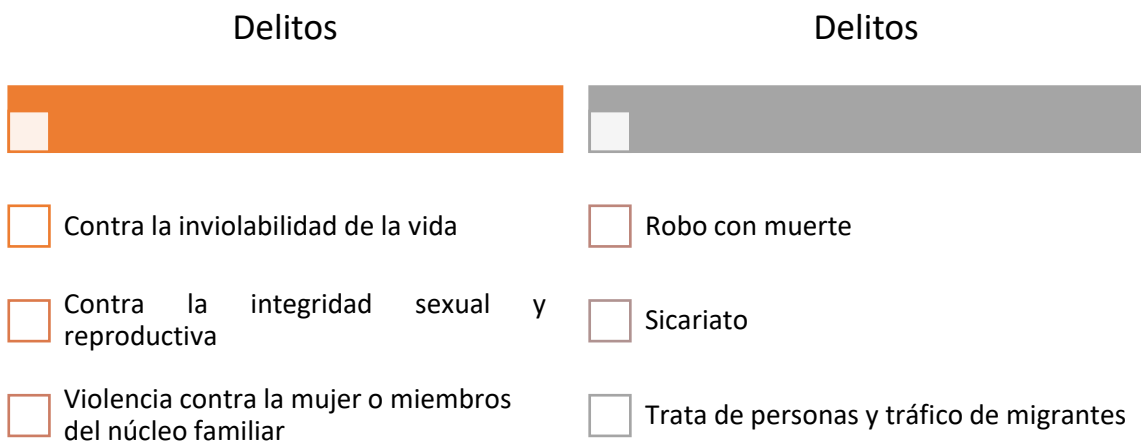 Delitos
Contra la inviolabilidad de la vida
Contra la integridad sexual y
reproductiva
Violencia contra la mujer o miembros
del núcleo familiar
Delitos
Robo con muerte
Sicariato
Trata de personas y tráfico de migrantes